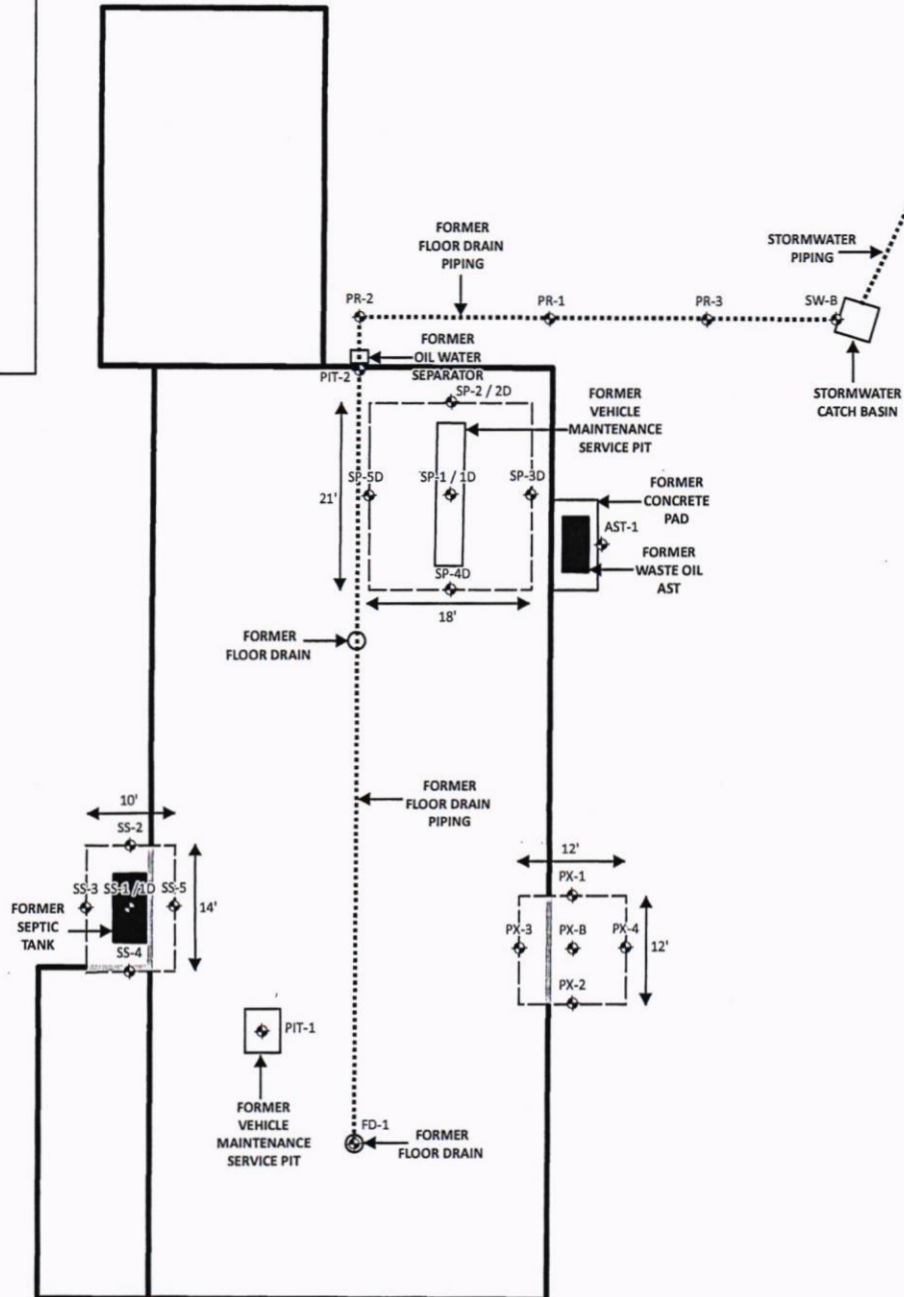 FORMER
FLOOR DRAIN
PIPING
STORMWATER
PIPING
PR-2
PR-1
PR-3
SW-B
FORMER
OIL WATER
SEPARATOR
PIT-2
STORMWATER
CATCH BASIN
SP-2 / 2D
FORMER
VEHICLE
MAINTENANCE
SERVICE PIT
SP-5D
SP-1 / 1D
SP-3D
21'
FORMER
CONCRETE
PAD
AST-1
FORMER
WASTE OIL
AST
SP-4D
18'
FORMER
FLOOR DRAIN
FORMER
FLOOR DRAIN
PIPING
10'
SS-2
SS-3
SS-1 /1D
SS-5
14'
FORMER
SEPTIC
TANK
SS-4
12'
PX-1
PX-3
PX-B
PX-4
12'
PX-2
PIT-1
FORMER
VEHICLE
MAINTENANCE
SERVICE PIT
FD-1
FORMER
FLOOR DRAIN